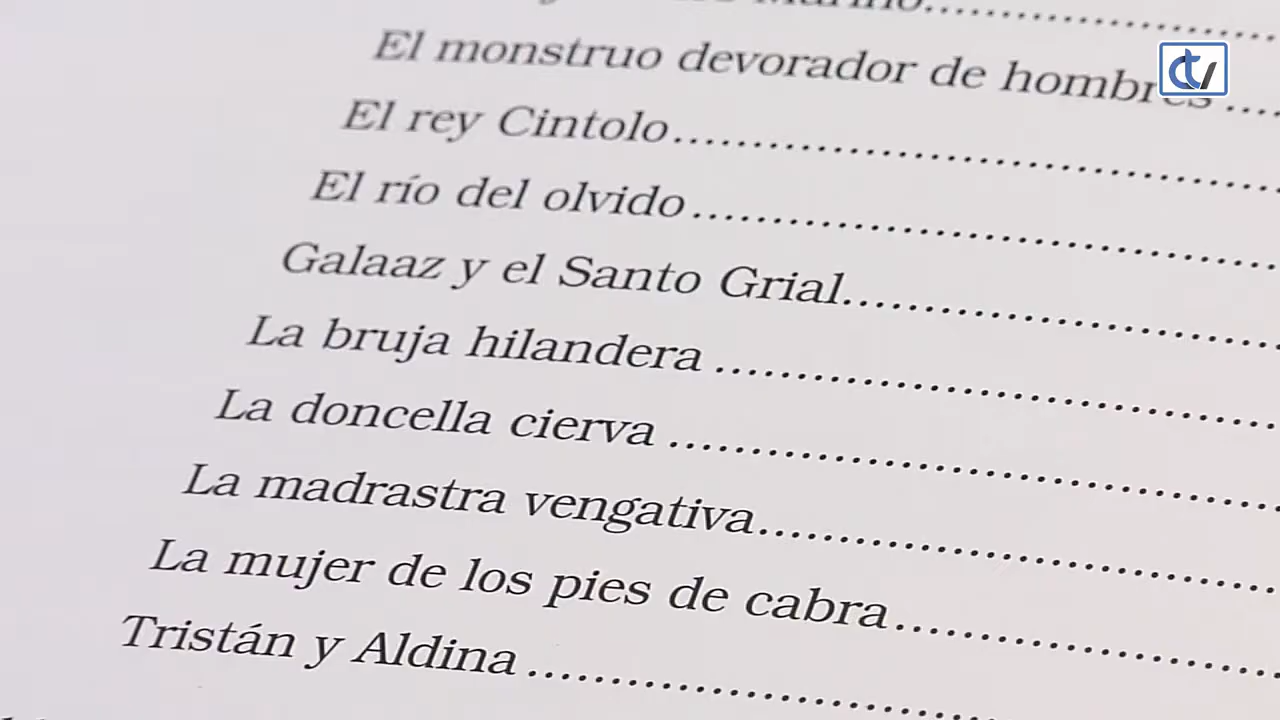 El monstruo devorador de hombres....
El rey Cintolo....................................
El río del olvido..................................
Galaaz y el Santo Grial.........................
La bruja hilandera ..............................
La doncella cierva ...............................
La madrastra vengativa..........................
La mujer de los pies de cabra...................
Tristán y Aldina ..........................
ctv